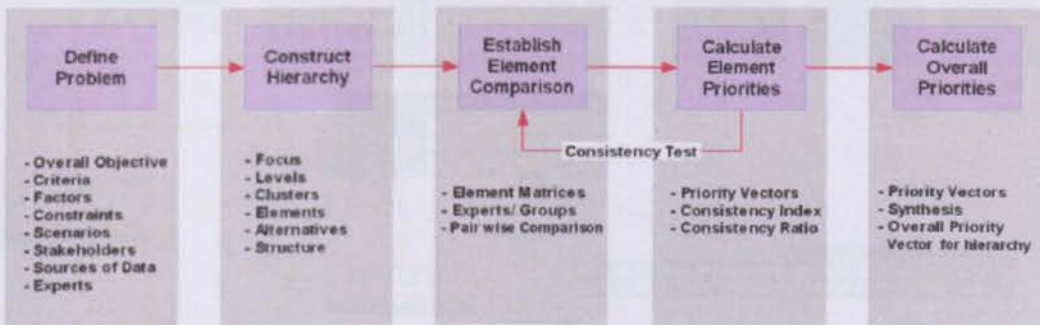 Define
Problem
Construct
Hierarchy
Establish
Element
Comparison
Calculate
Element
Priorities
Calculate
Overall
Priorities
Consistency Test
- Overall Objective
- Criteria
- Factors
- Constraints
- Scenarios
- Stakeholders
- Sources of Data
- Experts
- Focus
- Levels
- Clusters
- Elements
- Alternatives
- Structure
- Element Matrices
- Experts/ Groups
- Pair wise Comparison
- Priority Vectors
- Consistency Index
- Consistency Ratio
- Priority Vectors
- Synthesis
- Overall Priority
Vector for hierarchy